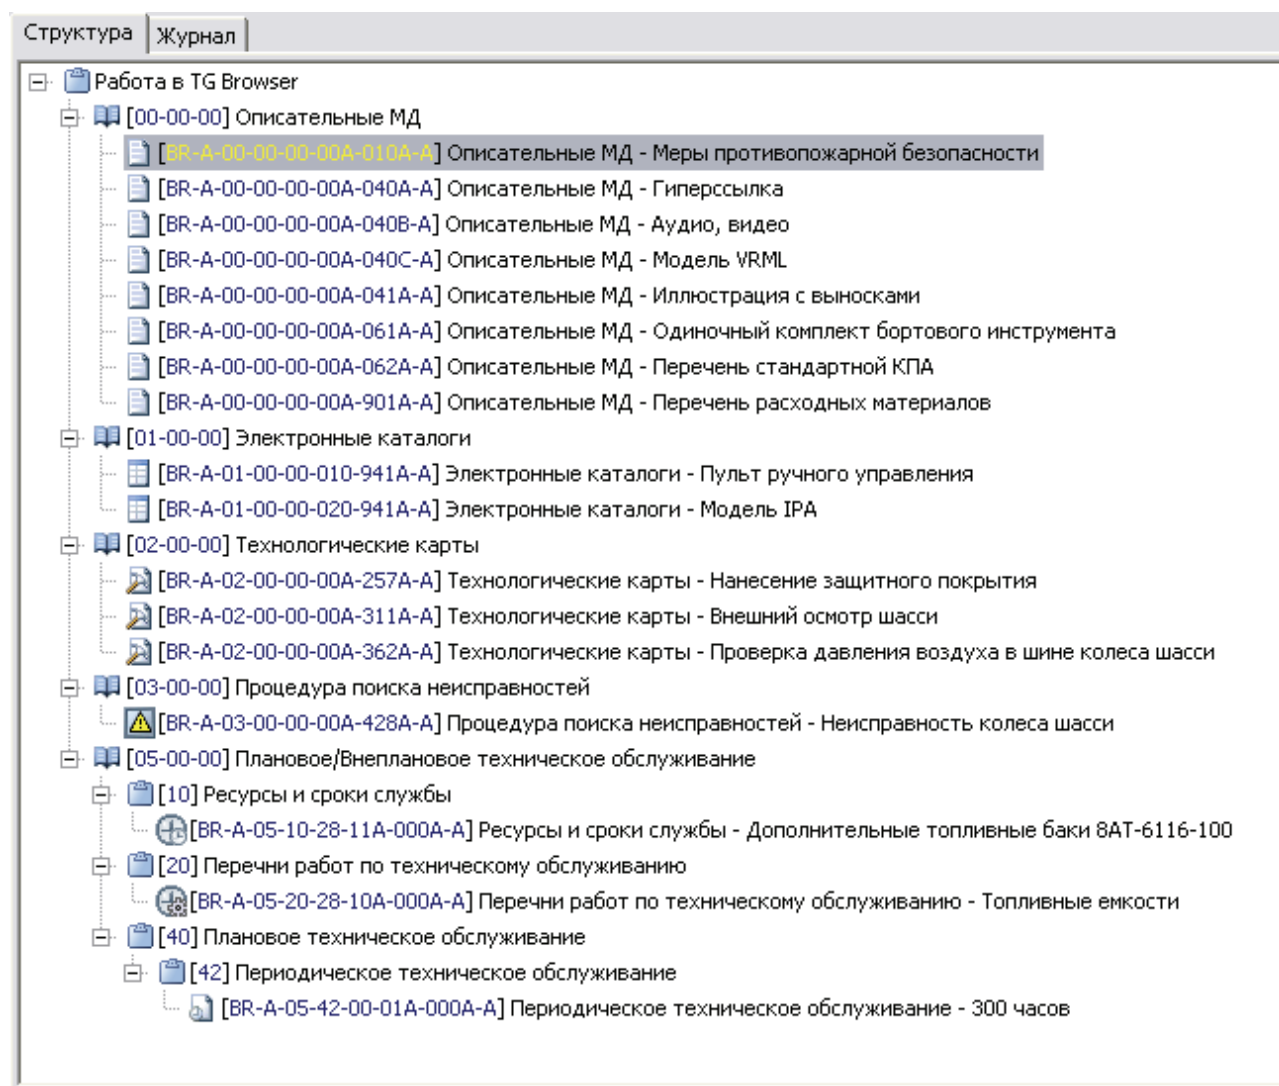 Структура Журнал
Работа в TG Browser
[00-00-00] Описательные МД
[BR-A-00-00-00-00A-010A-A] Описательные МД - Меры противопожарной безопасности
[BR-A-00-00-00-00A-040A-A] Описательные МД - Гиперссылка
[BR-A-00-00-00-00A-040B-A] Описательные МД - Аудио, видео
[BR-A-00-00-00-00A-040C-A] Описательные МД - Модель VRML
[BR-A-00-00-00-00A-041A-A] Описательные МД - Иллюстрация с выносками
[BR-A-00-00-00-00A-061A-A] Описательные МД - Одиночный комплект бортового инструмента
[BR-A-00-00-00-00A-062A-A] Описательные МД - Перечень стандартной КПА
[BR-A-00-00-00-00A-901A-A] Описательные МД - Перечень расходных материалов
[01-00-00] Электронные каталоги
[BR-A-01-00-00-010-941A-A] Электронные каталоги - Пульт ручного управления
[BR-A-01-00-00-020-941A-A] Электронные каталоги - Модель IPA
[02-00-00] Технологические карты
[BR-A-02-00-00-00A-257A-A] Технологические карты - Нанесение защитного покрытия
[BR-A-02-00-00-00A-311A-A] Технологические карты - Внешний осмотр шасси
[BR-A-02-00-00-00A-362A-A] Технологические карты - Проверка давления воздуха в шине колеса шасси
[03-00-00] Процедура поиска неисправностей
[BR-A-03-00-00-00A-428A-A] Процедура поиска неисправностей - Неисправность колеса шасси
[05-00-00] Плановое/Внеплановое техническое обслуживание
[10] Ресурсы и сроки службы
[BR-A-05-10-28-11A-000A-A] Ресурсы и сроки службы - Дополнительные топливные баки 8АТ-6116-100
[20] Перечни работ по техническому обслуживанию
[BR-A-05-20-28-10A-000A-A] Перечни работ по техническому обслуживанию - Топливные емкости
[40] Плановое техническое обслуживание
[42] Периодическое техническое обслуживание
[BR-A-05-42-00-01A-000A-A] Периодическое техническое обслуживание - 300 часов